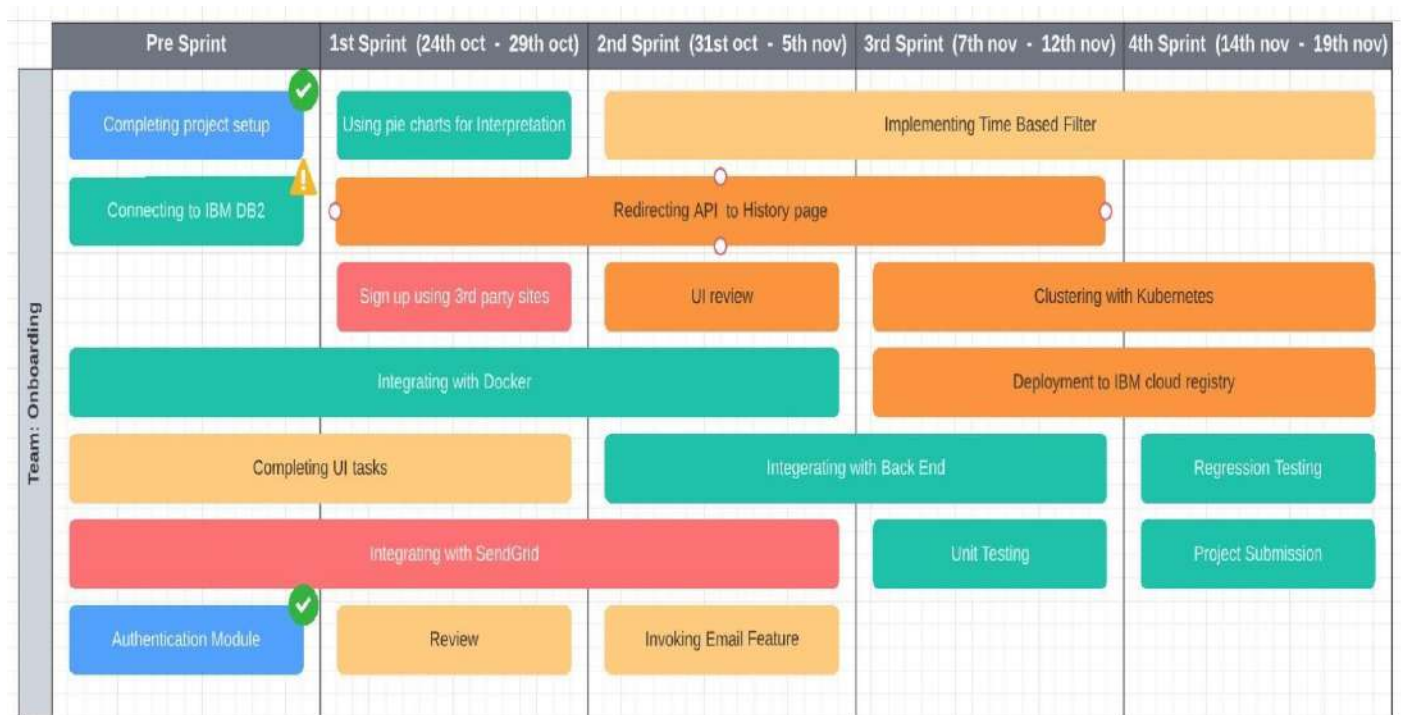 Pre Sprint
1st Sprint (24th oct - 29th oct)
2nd Sprint (31st oct - 5th nov)
3rd Sprint (7th nov - 12th nov)
4th Sprint (14th nov - 19th nov)
Team: Onboarding
Completing project setup
Using pie charts for Interpretation
Implementing Time Based Filter
Connecting to IBM DB2
Redirecting API to History page
Sign up using 3rd party sites
UI review
Clustering with Kubernetes
Integrating with Docker
Deployment to IBM cloud registry
Completing UI tasks
Integerating with Back End
Regression Testing
Integrating with SendGrid
Unit Testing
Project Submission
Authentication Module
Review
Invoking Email Feature